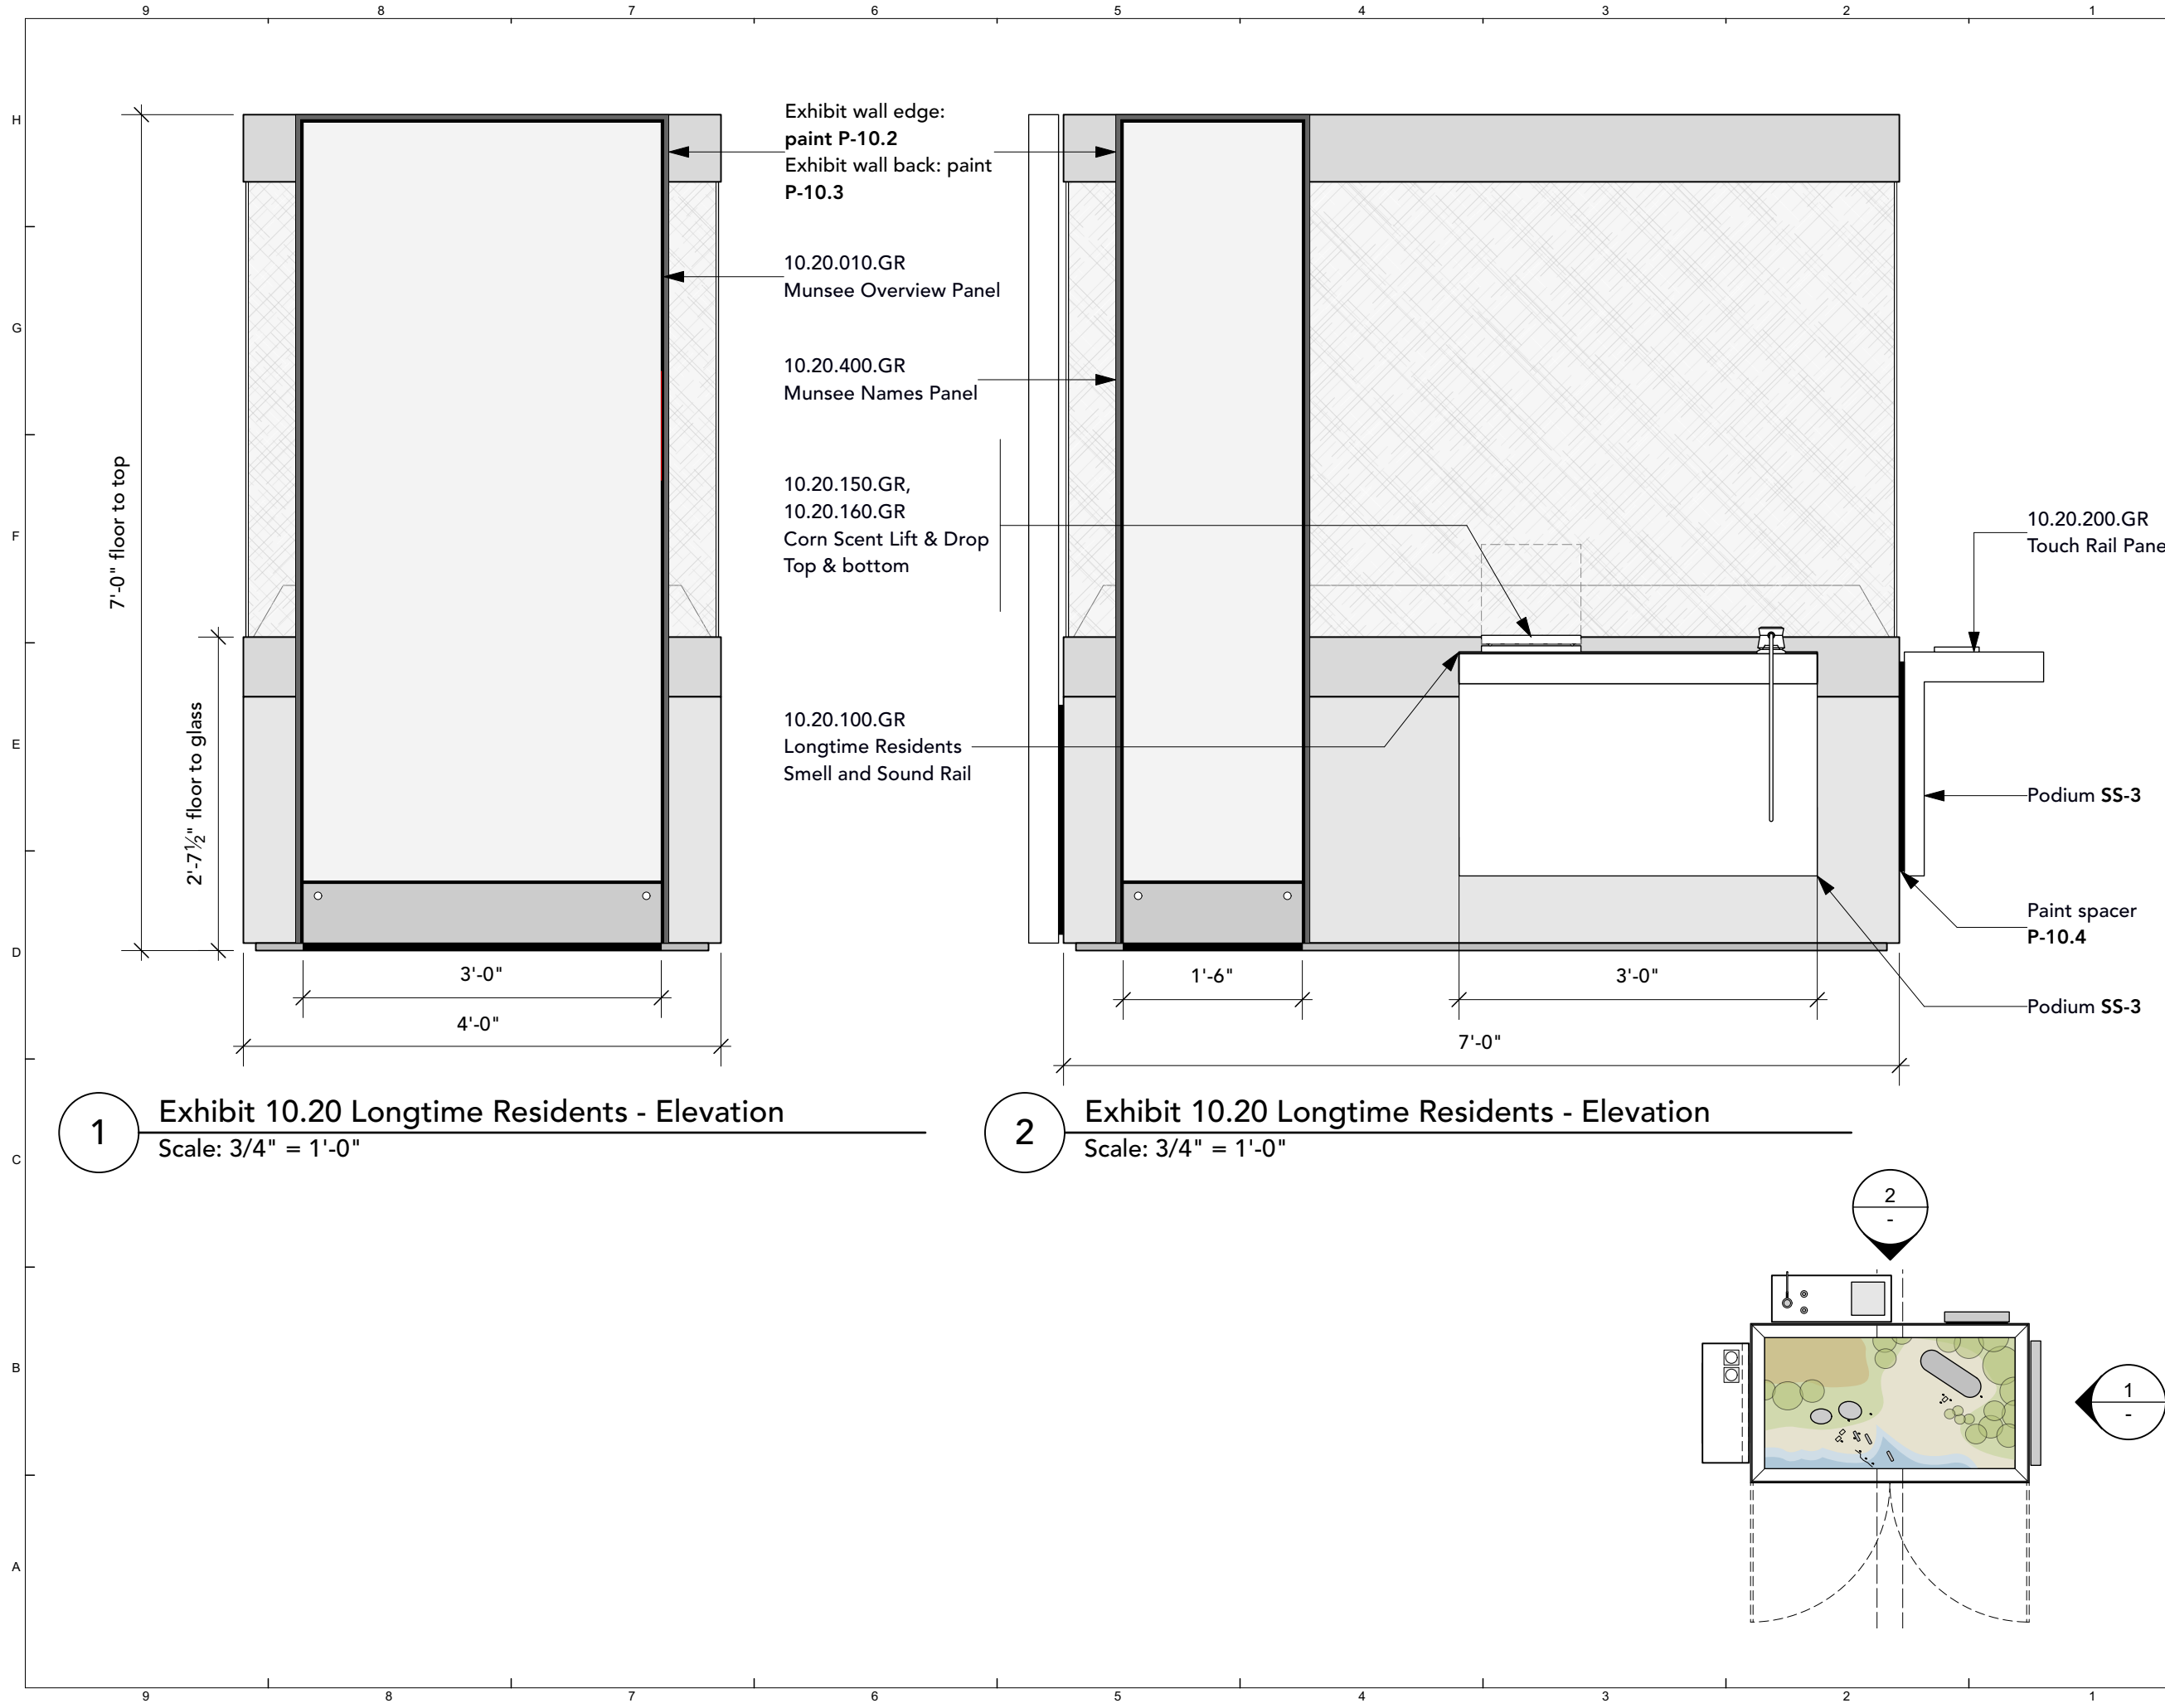 9 8 7 6 5 4 3 2 1
H
G
F
E
D
C
B
A
7'-0" floor to top
2'-7½" floor to glass
3'-0"
4'-0"
Exhibit wall edge:
paint P-10.2
Exhibit wall back: paint
P-10.3
10.20.010.GR
Munsee Overview Panel
10.20.400.GR
Munsee Names Panel
10.20.150.GR,
10.20.160.GR
Corn Scent Lift & Drop
Top & bottom
10.20.100.GR
Longtime Residents
Smell and Sound Rail
10.20.200.GR
Touch Rail Pane
Podium SS-3
Paint spacer
P-10.4
Podium SS-3
1'-6"
3'-0"
7'-0"
1
Exhibit 10.20 Longtime Residents - Elevation
Scale: 3/4" = 1'-0"
2
Exhibit 10.20 Longtime Residents - Elevation
Scale: 3/4" = 1'-0"
2
-
1
-
9 8 7 6 5 4 3 2 1